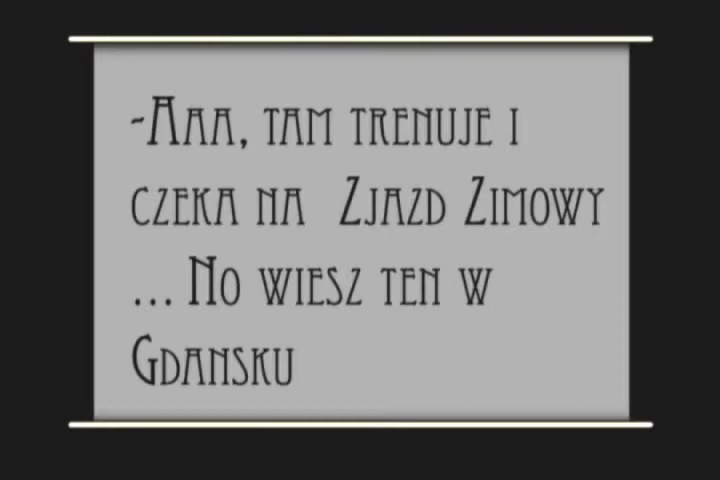 -Aaa, tam trenuje i
czeka na Zjazd Zimowy
... No wiesz ten w
Gdansku